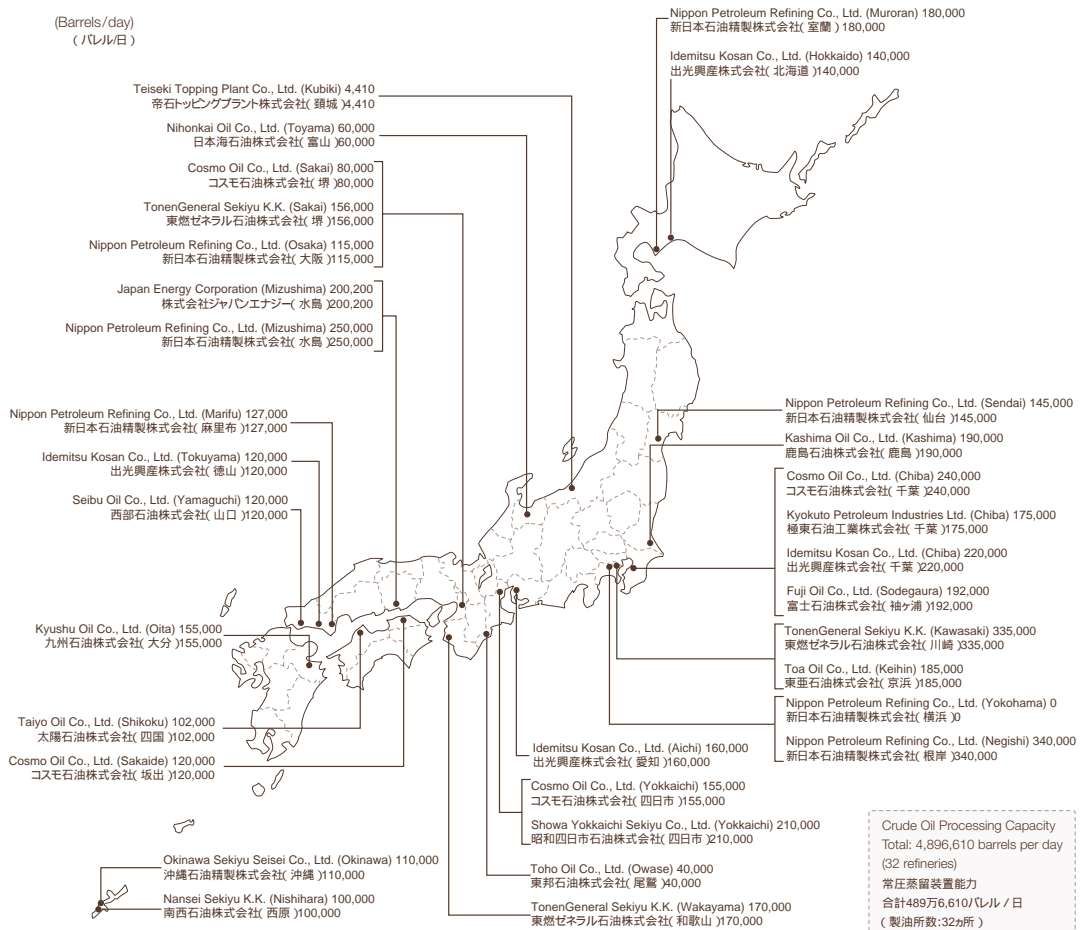 (Barrels/day)
(バレル/日)
Nippon Petroleum Refining Co., Ltd. (Muroran) 180,000
新日本石油精製株式会社(室蘭)180,000
Idemitsu Kosan Co., Ltd. (Hokkaido) 140,000
出光興産株式会社(北海道)140,000
Teiseki Topping Plant Co., Ltd. (Kubiki) 4,410
帝石トッピングプラント株式会社(頚城)4,410
Nihonkai Oil Co., Ltd. (Toyama) 60,000
日本海石油株式会社(富山)60,000
Cosmo Oil Co., Ltd. (Sakai) 80,000
コスモ石油株式会社(堺)80,000
TonenGeneral Sekiyu K.K. (Sakai) 156,000
東燃ゼネラル石油株式会社(堺)156,000
Nippon Petroleum Refining Co., Ltd. (Osaka) 115,000
新日本石油精製株式会社(大阪)115,000
Japan Energy Corporation (Mizushima) 200,200
株式会社ジャパンエナジー(水島)200,200
Nippon Petroleum Refining Co., Ltd. (Mizushima) 250,000
新日本石油精製株式会社(水島)250,000
Nippon Petroleum Refining Co., Ltd. (Marifu) 127,000
新日本石油精製株式会社(麻里布)127,000
Idemitsu Kosan Co., Ltd. (Tokuyama) 120,000
出光興産株式会社(徳山)120,000
Seibu Oil Co., Ltd. (Yamaguchi) 120,000
西部石油株式会社(山口)120,000
Kyushu Oil Co., Ltd. (Oita) 155,000
九州石油株式会社(大分)155,000
Taiyo Oil Co., Ltd. (Shikoku) 102,000
太陽石油株式会社(四国)102,000
Cosmo Oil Co., Ltd. (Sakaide) 120,000
コスモ石油株式会社(坂出)120,000
Okinawa Sekiyu Seisei Co., Ltd. (Okinawa) 110,000
沖縄石油精製株式会社(沖縄)110,000
Nansei Sekiyu K.K. (Nishihara) 100,000
南西石油株式会社(西原)100,000
Nippon Petroleum Refining Co., Ltd. (Sendai) 145,000
新日本石油精製株式会社(仙台)145,000
Kashima Oil Co., Ltd. (Kashima) 190,000
鹿島石油株式会社(鹿島)190,000
Cosmo Oil Co., Ltd. (Chiba) 240,000
コスモ石油株式会社(千葉)240,000
Kyokuto Petroleum Industries Ltd. (Chiba) 175,000
極東石油工業株式会社(千葉)175,000
Idemitsu Kosan Co., Ltd. (Chiba) 220,000
出光興産株式会社(千葉)220,000
Fuji Oil Co., Ltd. (Sodegaura) 192,000
富士石油株式会社(袖ヶ浦)192,000
TonenGeneral Sekiyu K.K. (Kawasaki) 335,000
東燃ゼネラル石油株式会社(川崎)335,000
Toa Oil Co., Ltd. (Keihin) 185,000
東亜石油株式会社(京浜)185,000
Nippon Petroleum Refining Co., Ltd. (Yokohama) 0
新日本石油精製株式会社(横浜)0
Nippon Petroleum Refining Co., Ltd. (Negishi) 340,000
新日本石油精製株式会社(根岸)340,000
Idemitsu Kosan Co., Ltd. (Aichi) 160,000
出光興産株式会社(愛知)160,000
Cosmo Oil Co., Ltd. (Yokkaichi) 155,000
コスモ石油株式会社(四日市)155,000
Showa Yokkaichi Sekiyu Co., Ltd. (Yokkaichi) 210,000
昭和四日市石油株式会社(四日市)210,000
Toho Oil Co., Ltd. (Owase) 40,000
東邦石油株式会社(尾鷲)40,000
TonenGeneral Sekiyu K.K. (Wakayama) 170,000
東燃ゼネラル石油株式会社(和歌山)170,000
Crude Oil Processing Capacity
Total: 4,896,610 barrels per day
(32 refineries)
常圧蒸留装置能力
合計489万6,610バレル/日
(製油所数:32ヵ所)